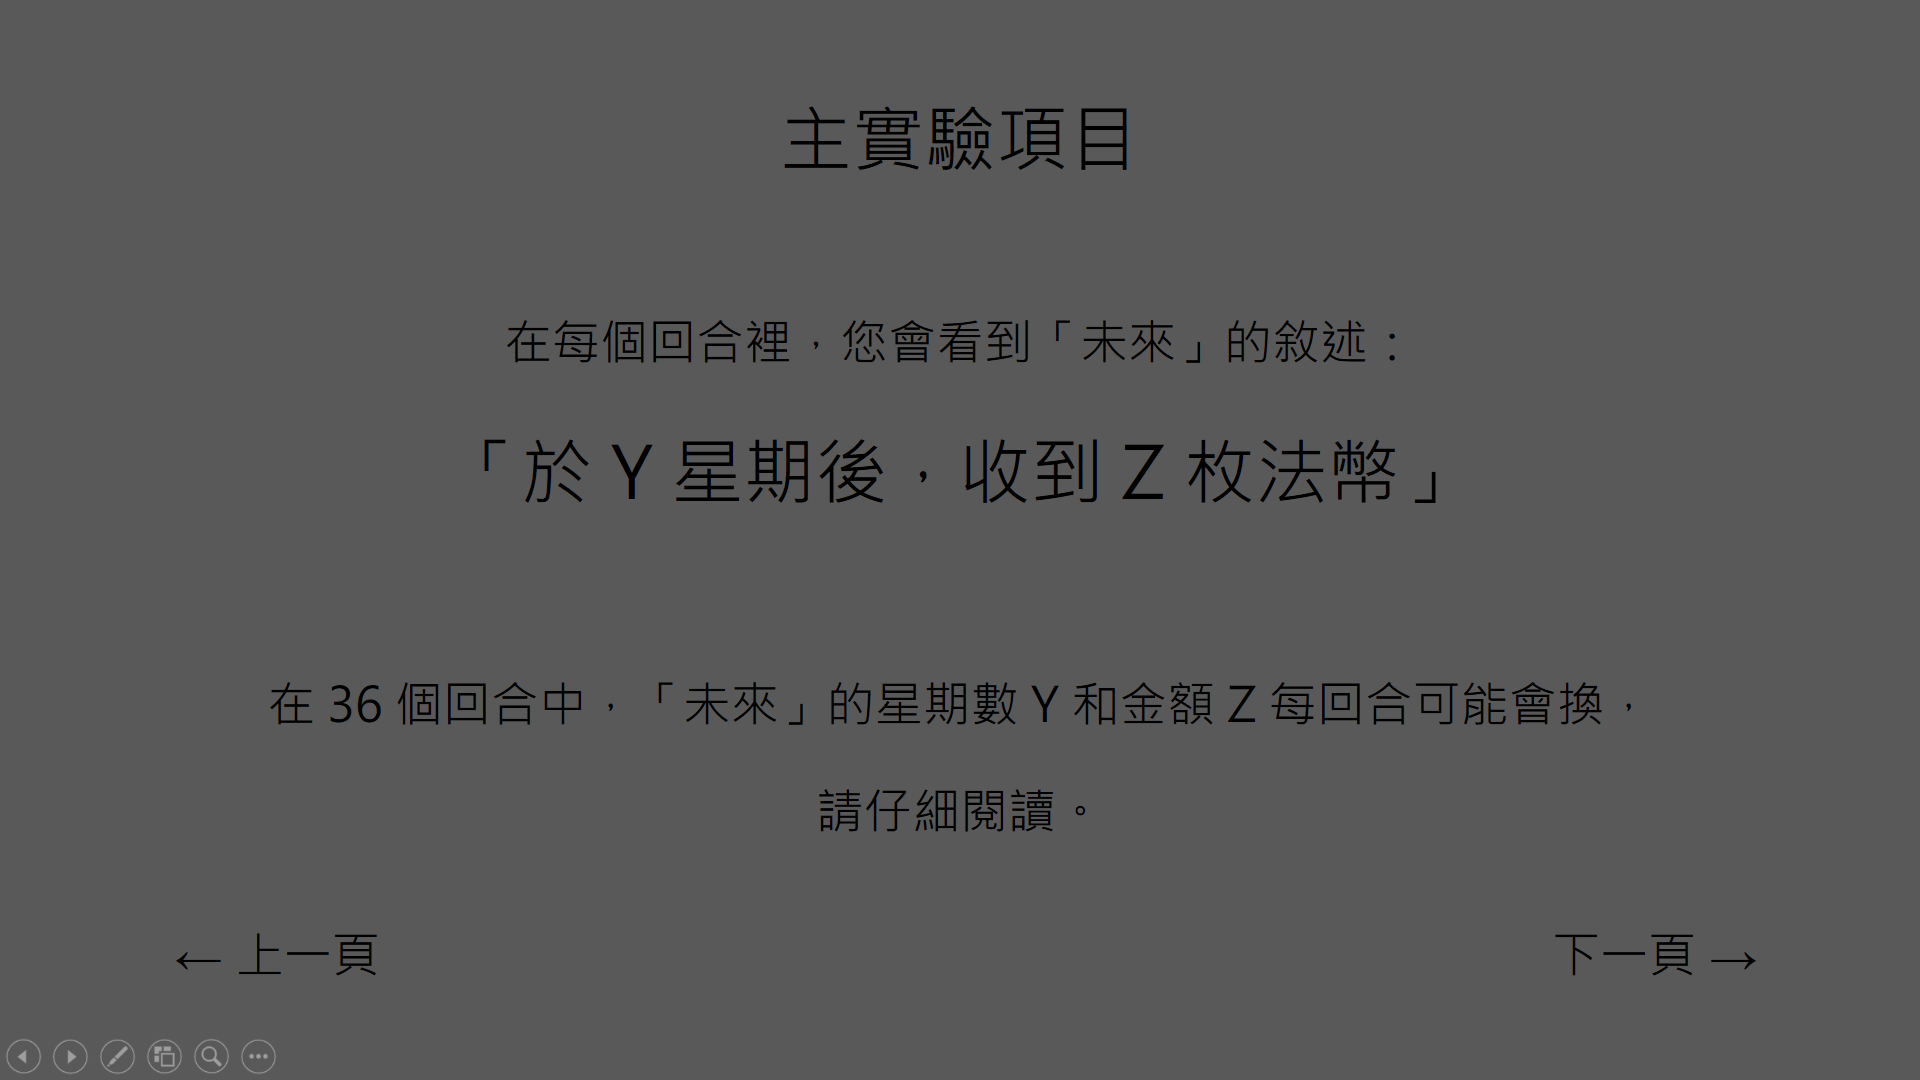 主實驗項目
在每個回合裡，您會看到「未來」的敘述：
「於 Y 星期後，收到 Z 枚法幣」
在 36 個回合中，「未來」的星期數 Y 和金額 Z 每回合可能會換，
請仔細閱讀。
← 上一頁
下一頁 →